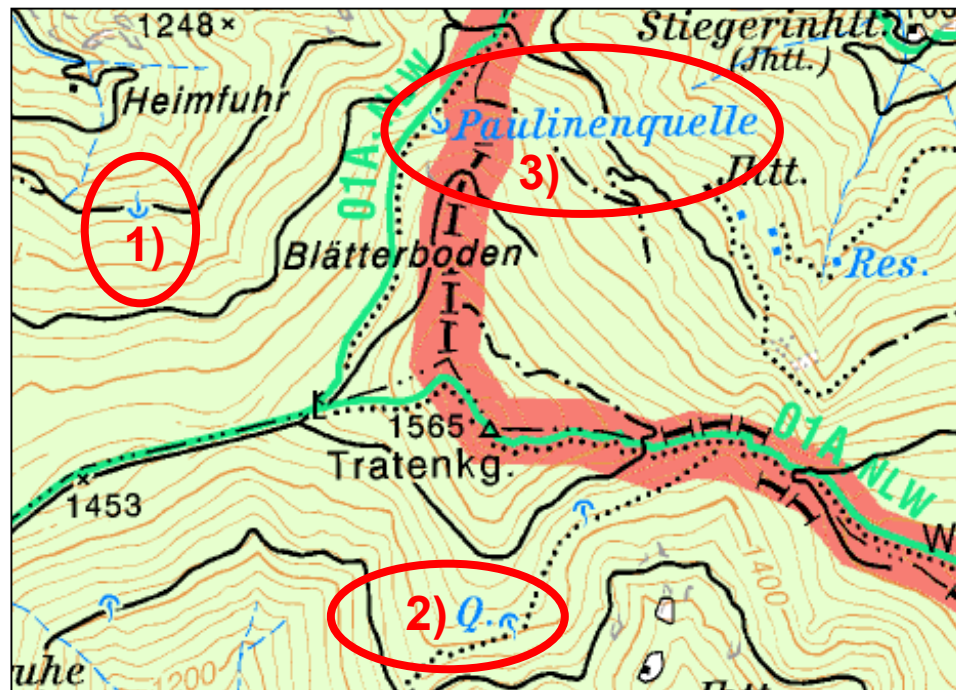 1248
Stiegerinhtt.
(Jhtt.)
Heimfuhr
01A NLW
Paulinenquelle
3)
Jhtt.
1)
Blätterboden
Res.
1565
01A NLW
Tratenkg.
1453
W
1400
2) Q.
ruhe
1200